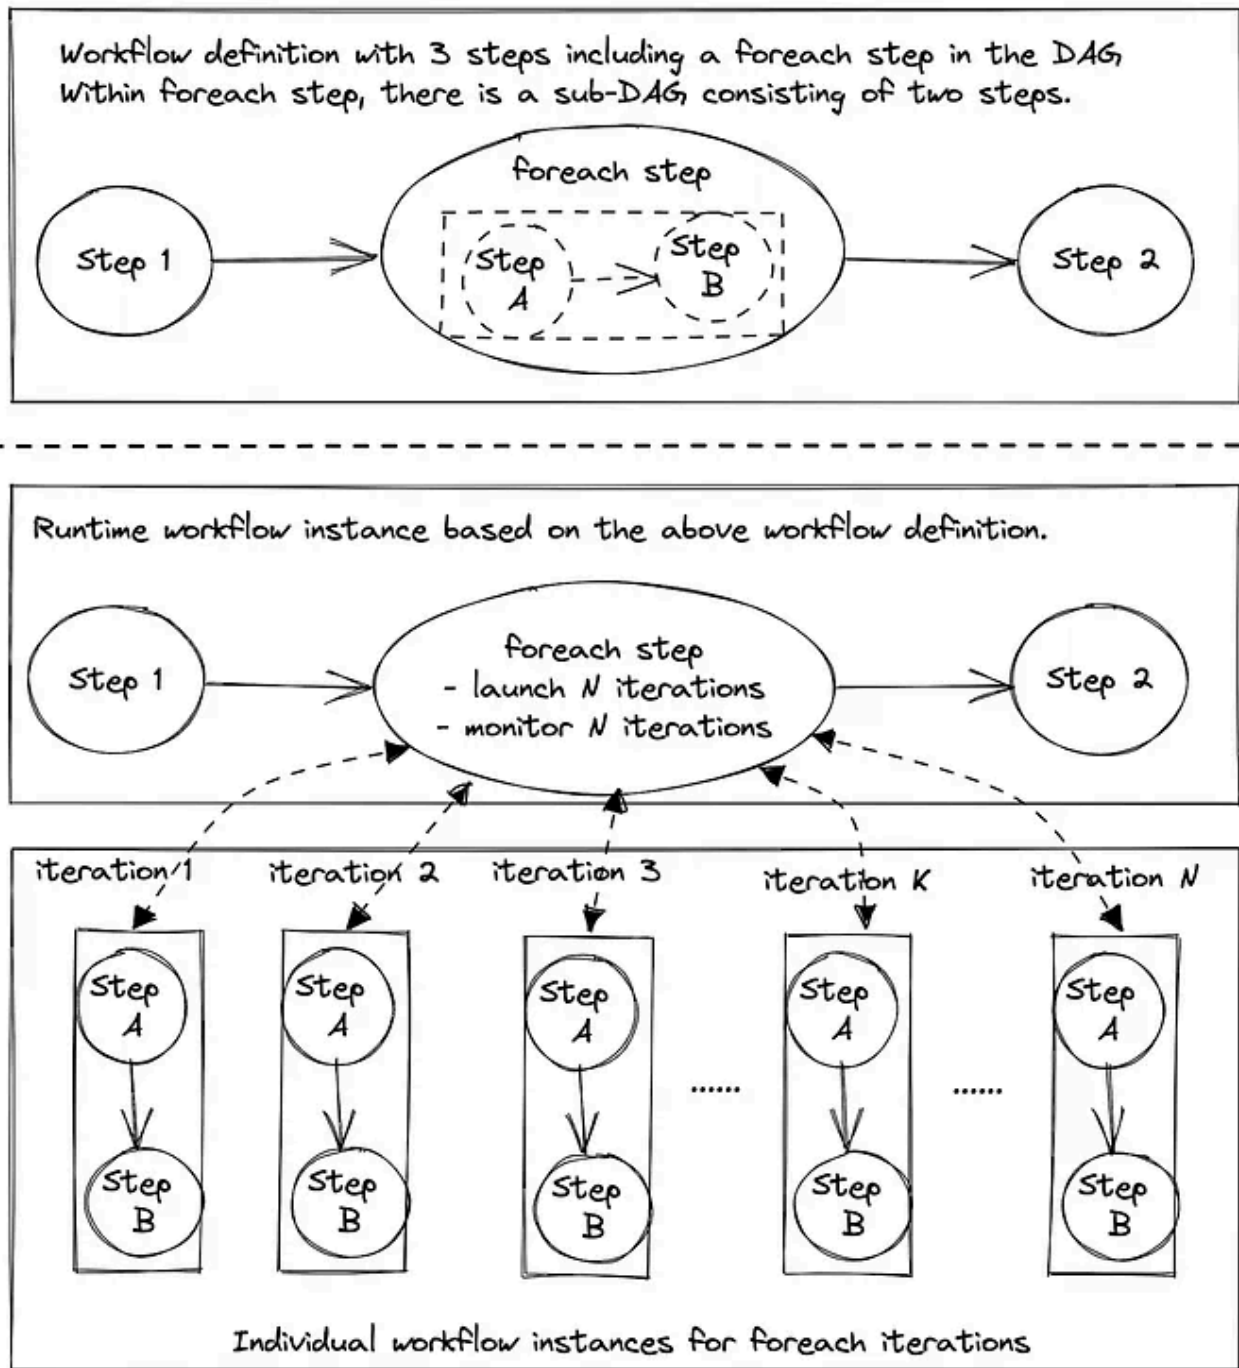 Workflow definition with 3 steps including a foreach step in the DAG
Within foreach step, there is a sub-DAG consisting of two steps.
foreach step
Step 1
Step
A
Step
B
Step 2
Runtime workflow instance based on the above workflow definition.
Step 1
foreach step
- launch N iterations
- monitor N iterations
Step 2
iteration 1
iteration 2
iteration 3
iteration K
iteration N
Step
A
Step
A
Step
A
Step
A
Step
A
......
......
Step
B
Step
B
Step
B
Step
B
Step
B
Individual workflow instances for foreach iterations